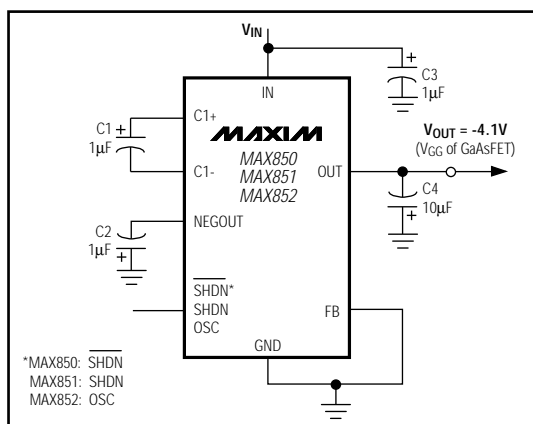 VIN
IN
C3
1µF
C1+
C1
1µF
C1-
MAXIM
MAX850
MAX851
MAX852
OUT
VOUT = -4.1V
(VGG of GaAsFET)
C4
10µF
C2
1µF
NEGOUT
SHDN*
SHDN
OSC
FB
GND
*MAX850: SHDN
MAX851: SHDN
MAX852: OSC